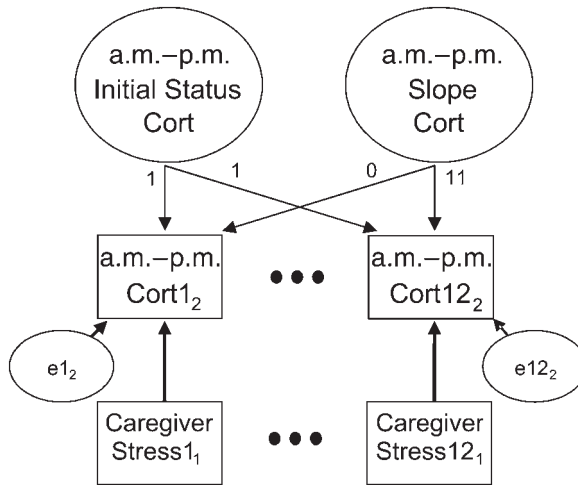 a.m.–p.m.
Initial Status
Cort
a.m.–p.m.
Slope
Cort
1
1
0
11
a.m.–p.m.
Cort1₂
a.m.–p.m.
Cort12₂
e1₂
e12₂
Caregiver
Stress1₁
Caregiver
Stress12₁